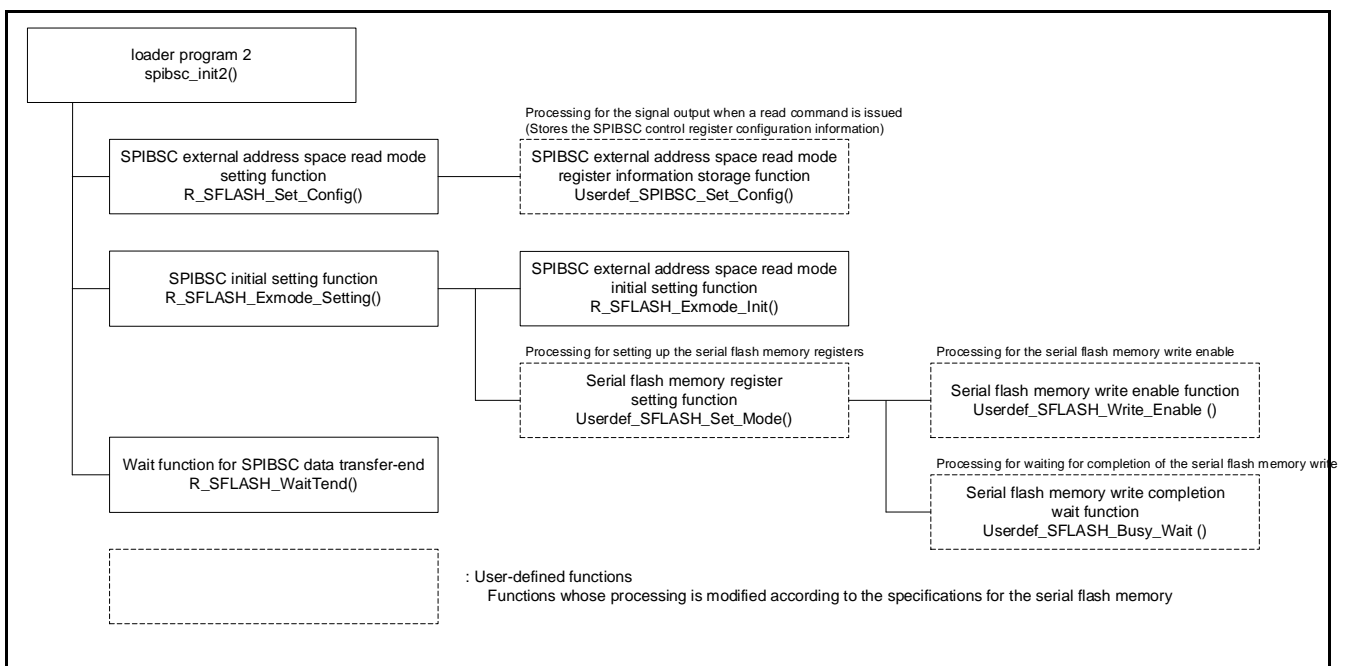 loader program 2
spibsc_init2()
Processing for the signal output when a read command is issued
(Stores the SPIBSC control register configuration information)
SPIBSC external address space read mode
setting function
R_SFLASH_Set_Config()
SPIBSC external address space read mode
register information storage function
Userdef_SPIBSC_Set_Config()
SPIBSC initial setting function
R_SFLASH_Exmode_Setting()
SPIBSC external address space read mode
initial setting function
R_SFLASH_Exmode_Init()
Processing for setting up the serial flash memory registers
Serial flash memory register
setting function
Userdef_SFLASH_Set_Mode()
Processing for the serial flash memory write enable
Serial flash memory write enable function
Userdef_SFLASH_Write_Enable ()
Wait function for SPIBSC data transfer-end
R_SFLASH_WaitTend()
Processing for waiting for completion of the serial flash memory write
Serial flash memory write completion
wait function
Userdef_SFLASH_Busy_Wait ()
: User-defined functions
Functions whose processing is modified according to the specifications for the serial flash memory